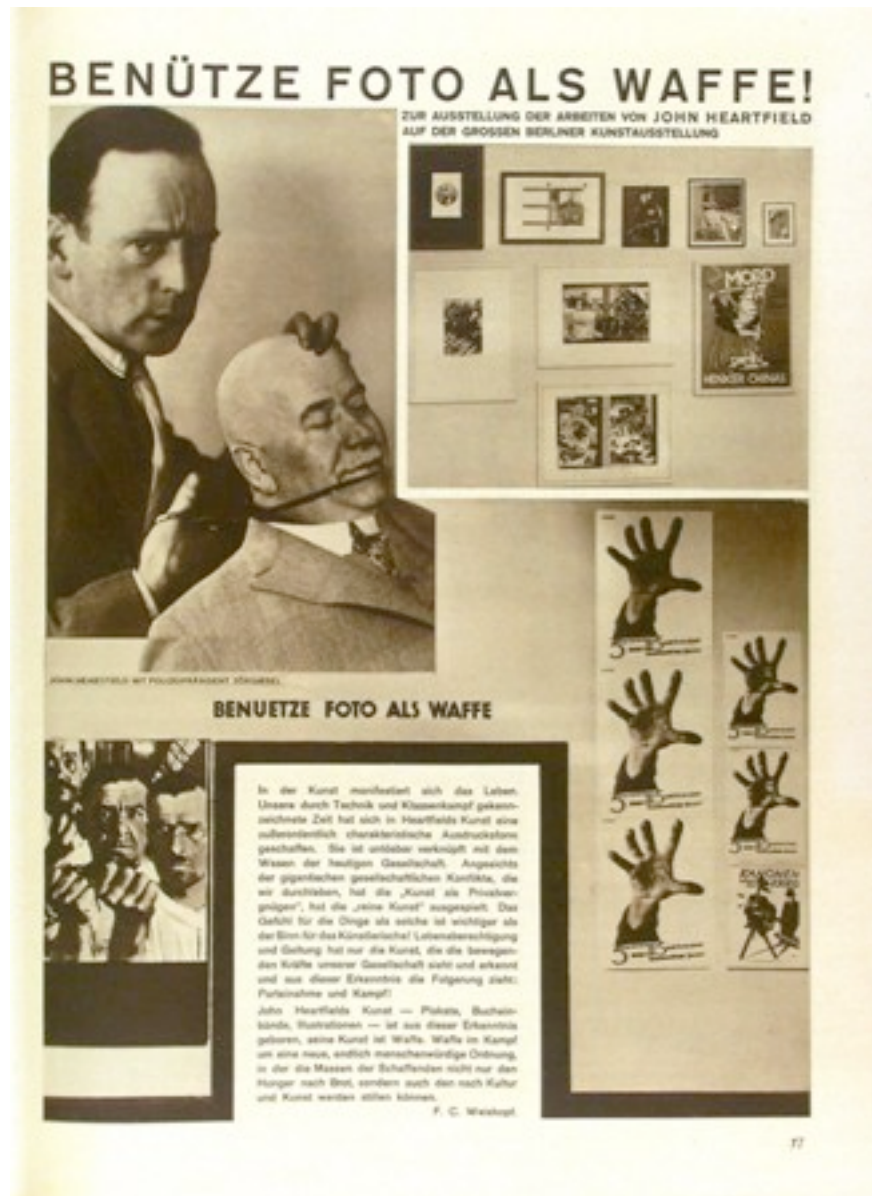 BENÜTZE FOTO ALS WAFFE!
ZUR AUSSTELLUNG DER ARBEITEN VON JOHN HEARTFIELD
AUF DER GROSSEN BERLINER KUNSTAUSSTELLUNG
MORD
HENKER CHINAS
JOHN HEARTFIELD MIT POLIZEIPRÄSIDENT ZÖRGIEBEL
BENUETZE FOTO ALS WAFFE
In der Kunst manifestiert sich das Leben.
Unsere durch Technik und Klassenkampf gekenn-
zeichnete Zeit hat sich in Heartfields Kunst eine
außerordentlich charakteristische Ausdrucksform
geschaffen. Sie ist untösbar verknüpft mit dem
Wesen der heutigen Gesellschaft. Angesichts
der gigantischen gesellschaftlichen Konflikte, die
wir durchleben, hat die „Kunst als Privatver-
gnügen“, hat die „reine Kunst“ ausgespielt. Das
Gefühl für die Dinge als solche ist wichtiger als
der Sinn für das Künstlerische! Lebensberechtigung
und Geltung hat nur die Kunst, die die bewegen-
den Kräfte unserer Gesellschaft sieht und erkennt
und aus dieser Erkenntnis die Folgerung zieht:
Parteinahme und Kampf!
John Heartfields Kunst — Plakate, Buchein-
bände, Illustrationen — ist aus dieser Erkenntnis
geboren, seine Kunst ist Waffe. Waffe im Kampf
um eine neue, endlich menschenwürdige Ordnung,
in der die Massen der Schaffenden nicht nur den
Hunger nach Brot, sondern auch den nach Kultur
und Kunst werden stillen können.
F. C. Weiskopf.
5
5
5
5
5
KANONEN
17